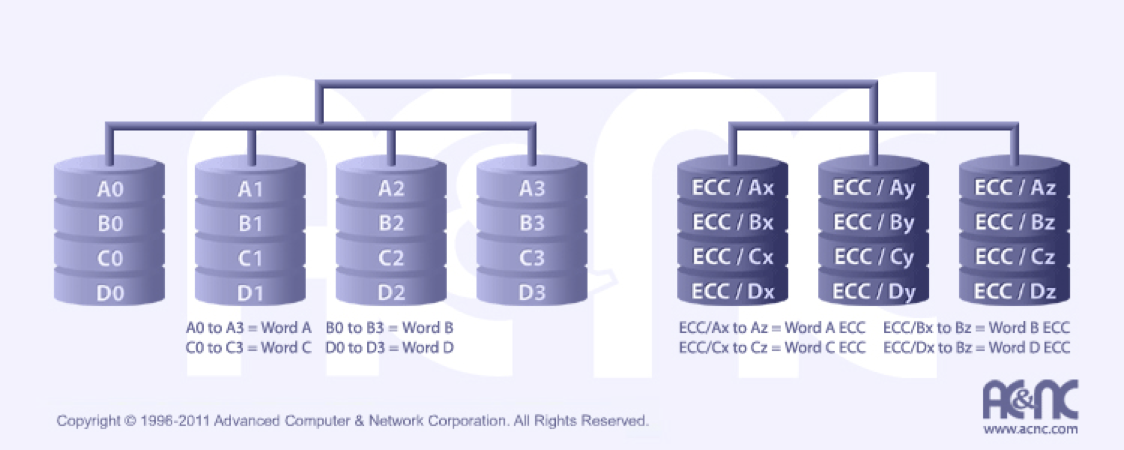 A0 A1 A2 A3 ECC / Ax ECC / Ay ECC / Az
B0 B1 B2 B3 ECC / Bx ECC / By ECC / Bz
C0 C1 C2 C3 ECC / Cx ECC / Cy ECC / Cz
D0 D1 D2 D3 ECC / Dx ECC / Dy ECC / Dz
A0 to A3 = Word A B0 to B3 = Word B
C0 to C3 = Word C D0 to D3 = Word D
ECC/Ax to Az = Word A ECC ECC/Bx to Bz = Word B ECC
ECC/Cx to Cz = Word C ECC ECC/Dx to Bz = Word D ECC
AC&NC
www.acnc.com
Copyright © 1996-2011 Advanced Computer & Network Corporation. All Rights Reserved.